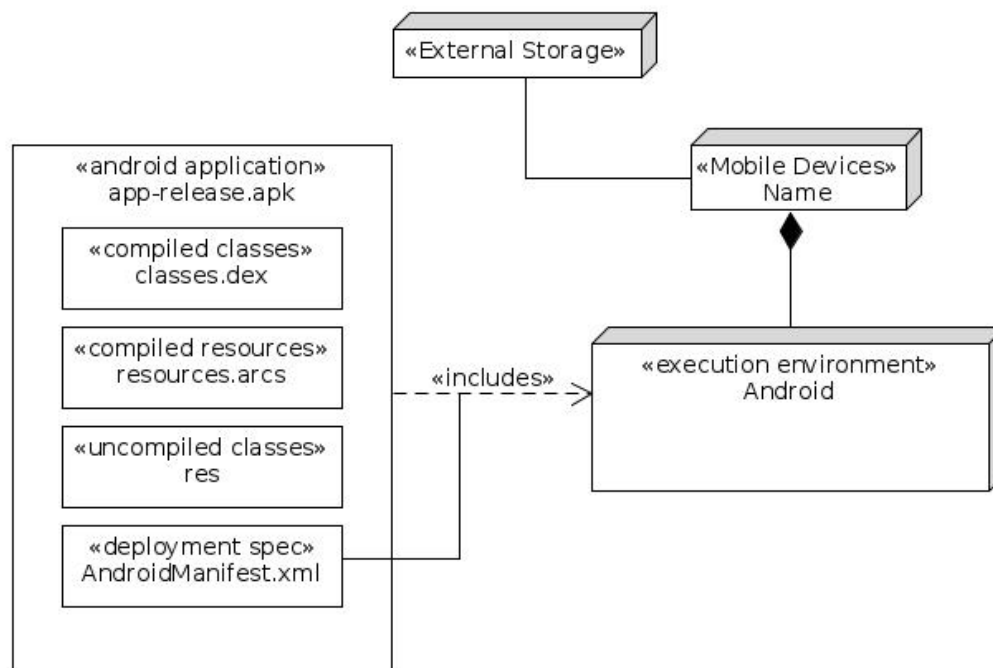 «External Storage»
«Mobile Devices»
Name
«android application»
app-release.apk
«compiled classes»
classes.dex
«compiled resources»
resources.arcs
«uncompiled classes»
res
«deployment spec»
AndroidManifest.xml
«includes»
«execution environment»
Android